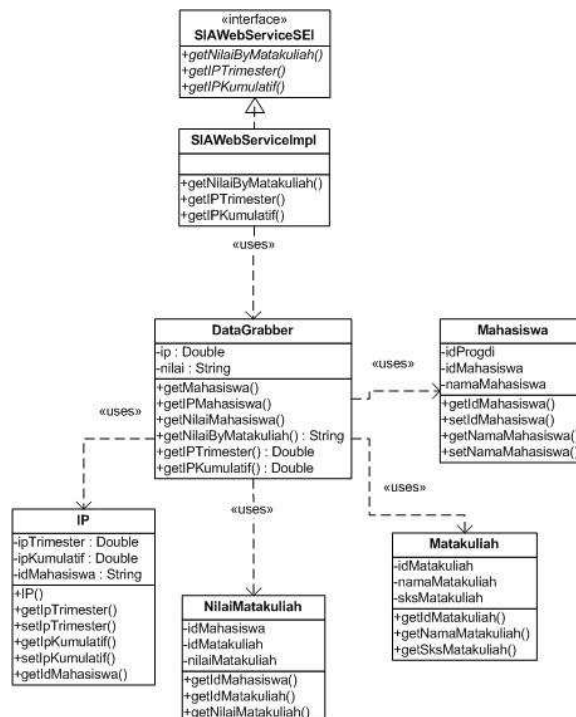 «interface»
SIAWebServiceSEI
+getNilaiByMatakuliah()
+getIPTrimester()
+getIPKumulatif()
SIAWebServiceImpl
+getNilaiByMatakuliah()
+getIPTrimester()
+getIPKumulatif()
«uses»
DataGrabber
-ip : Double
-nilai : String
+getMahasiswa()
+getIPMahasiswa()
+getNilaiMahasiswa()
+getNilaiByMatakuliah() : String
+getIPTrimester() : Double
+getIPKumulatif() : Double
«uses»
Mahasiswa
-idProgdi
-idMahasiswa
-namaMahasiswa
+getIdMahasiswa()
+setIdMahasiswa()
+getNamaMahasiswa()
+setNamaMahasiswa()
«uses»
«uses»
«uses»
IP
-ipTrimester : Double
-ipKumulatif : Double
-idMahasiswa : String
+IP()
+getIpTrimester()
+setIpTrimester()
+getIpKumulatif()
+setIpKumulatif()
+getIdMahasiswa()
NilaiMatakuliah
-idMahasiswa
-idMatakuliah
-nilaiMatakuliah
+getIdMahasiswa()
+getIdMatakuliah()
+getNilaiMatakuliah()
Matakuliah
-idMatakuliah
-namaMatakuliah
-sksMatakuliah
+getIdMatakuliah()
+getNamaMatakuliah()
+getSksMatakuliah()